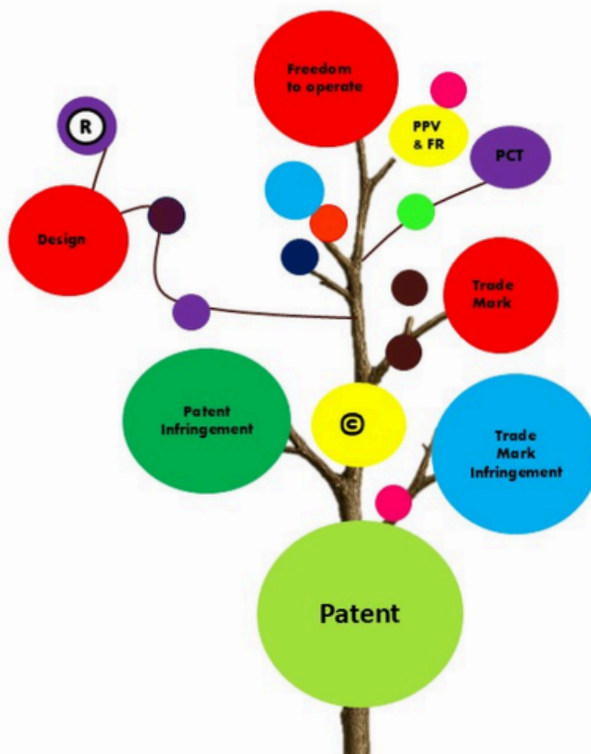 Freedom
to operate
PPV
& FR
R
PCT
Design
Trade
Mark
Patent
Infringement
©
Trade
Mark
Infringement
Patent